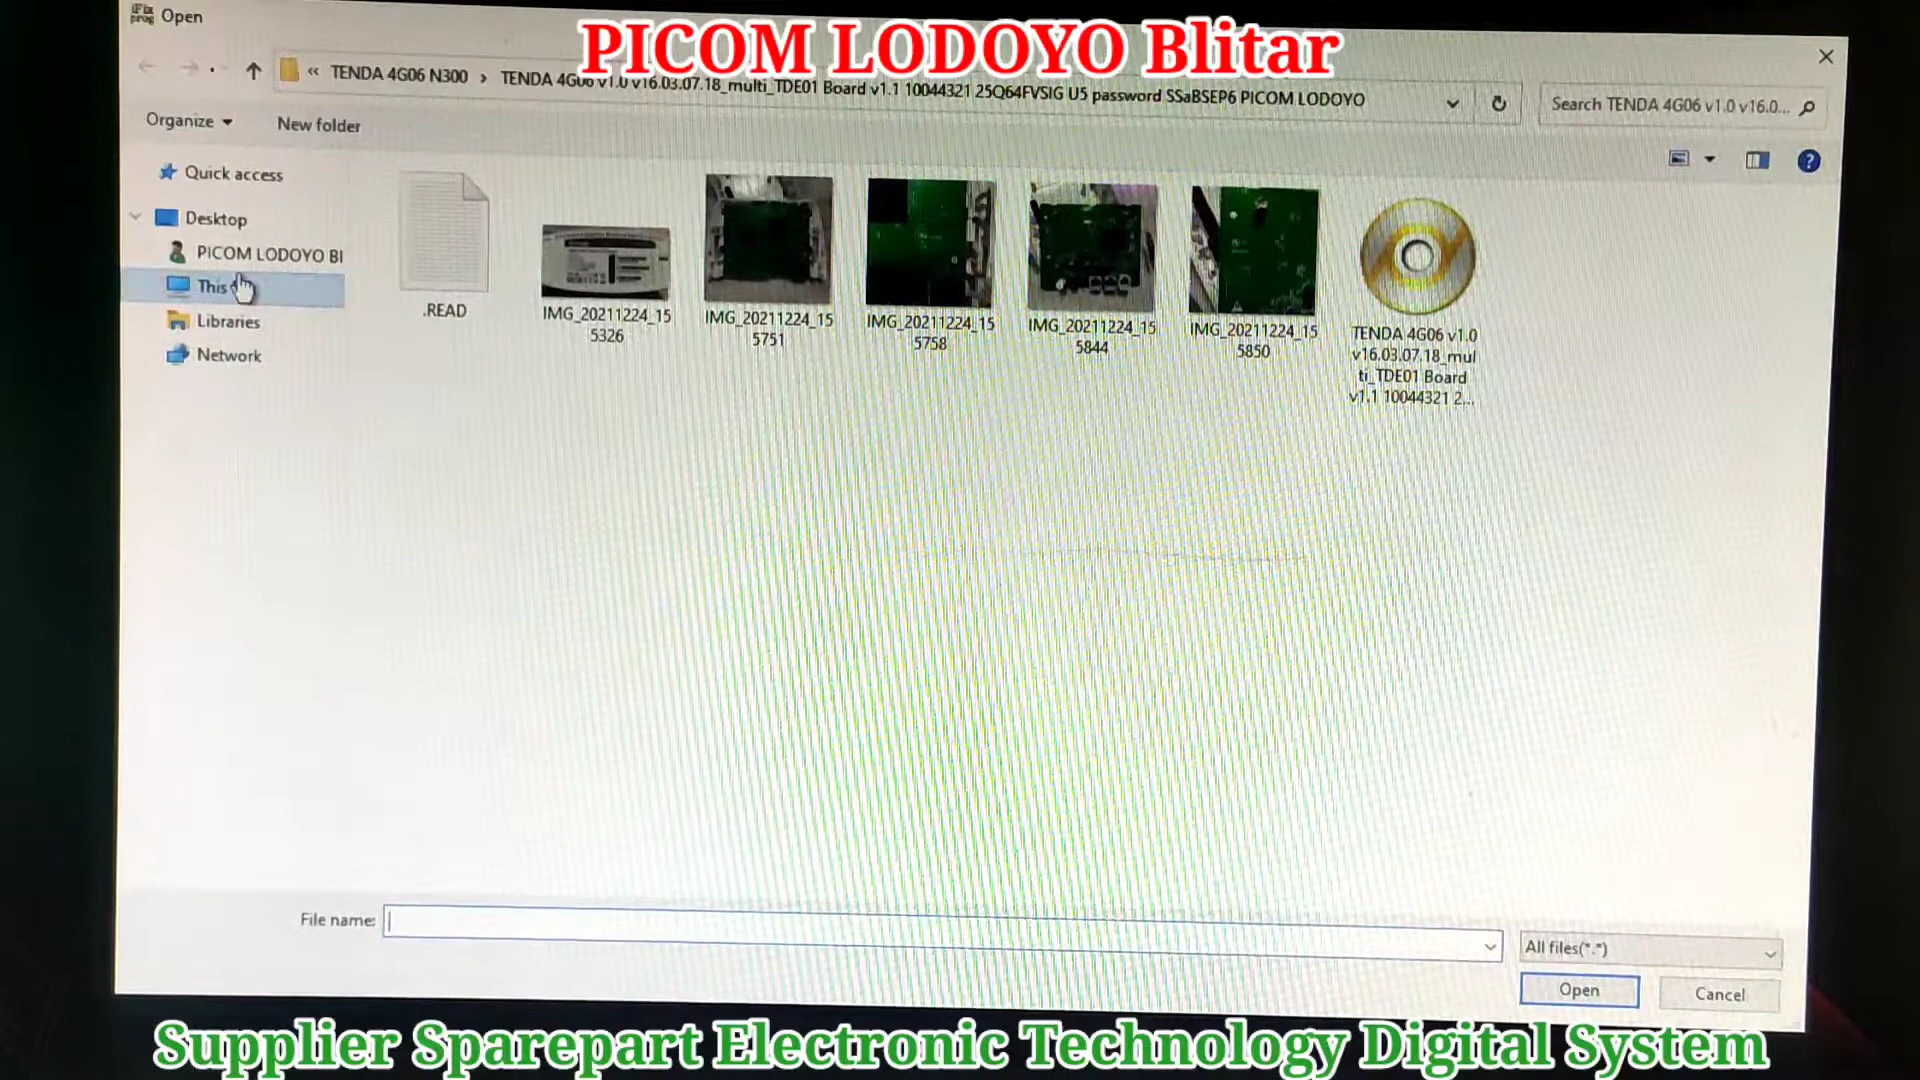 iFix
prog
Open
PICOM LODOYO Blitar
« TENDA 4G06 N300 > TENDA 4G06 v1.0 v16.03.07.18_multi_TDE01 Board v1.1 10044321 25Q64FVSIG U5 password SSaBSEP6 PICOM LODOYO
Search TENDA 4G06 v1.0 v16.0...
Organize
New folder
Quick access
Desktop
PICOM LODOYO BI
This
Libraries
Network
.READ
IMG_20211224_15
5326
IMG_20211224_15
5751
IMG_20211224_15
5758
IMG_20211224_15
5844
IMG_20211224_15
5850
TENDA 4G06 v1.0
v16.03.07.18_mul
ti_TDE01 Board
v1.1 10044321 2...
File name:
All files(*.*)
Open
Cancel
Supplier Sparepart Electronic Technology Digital System